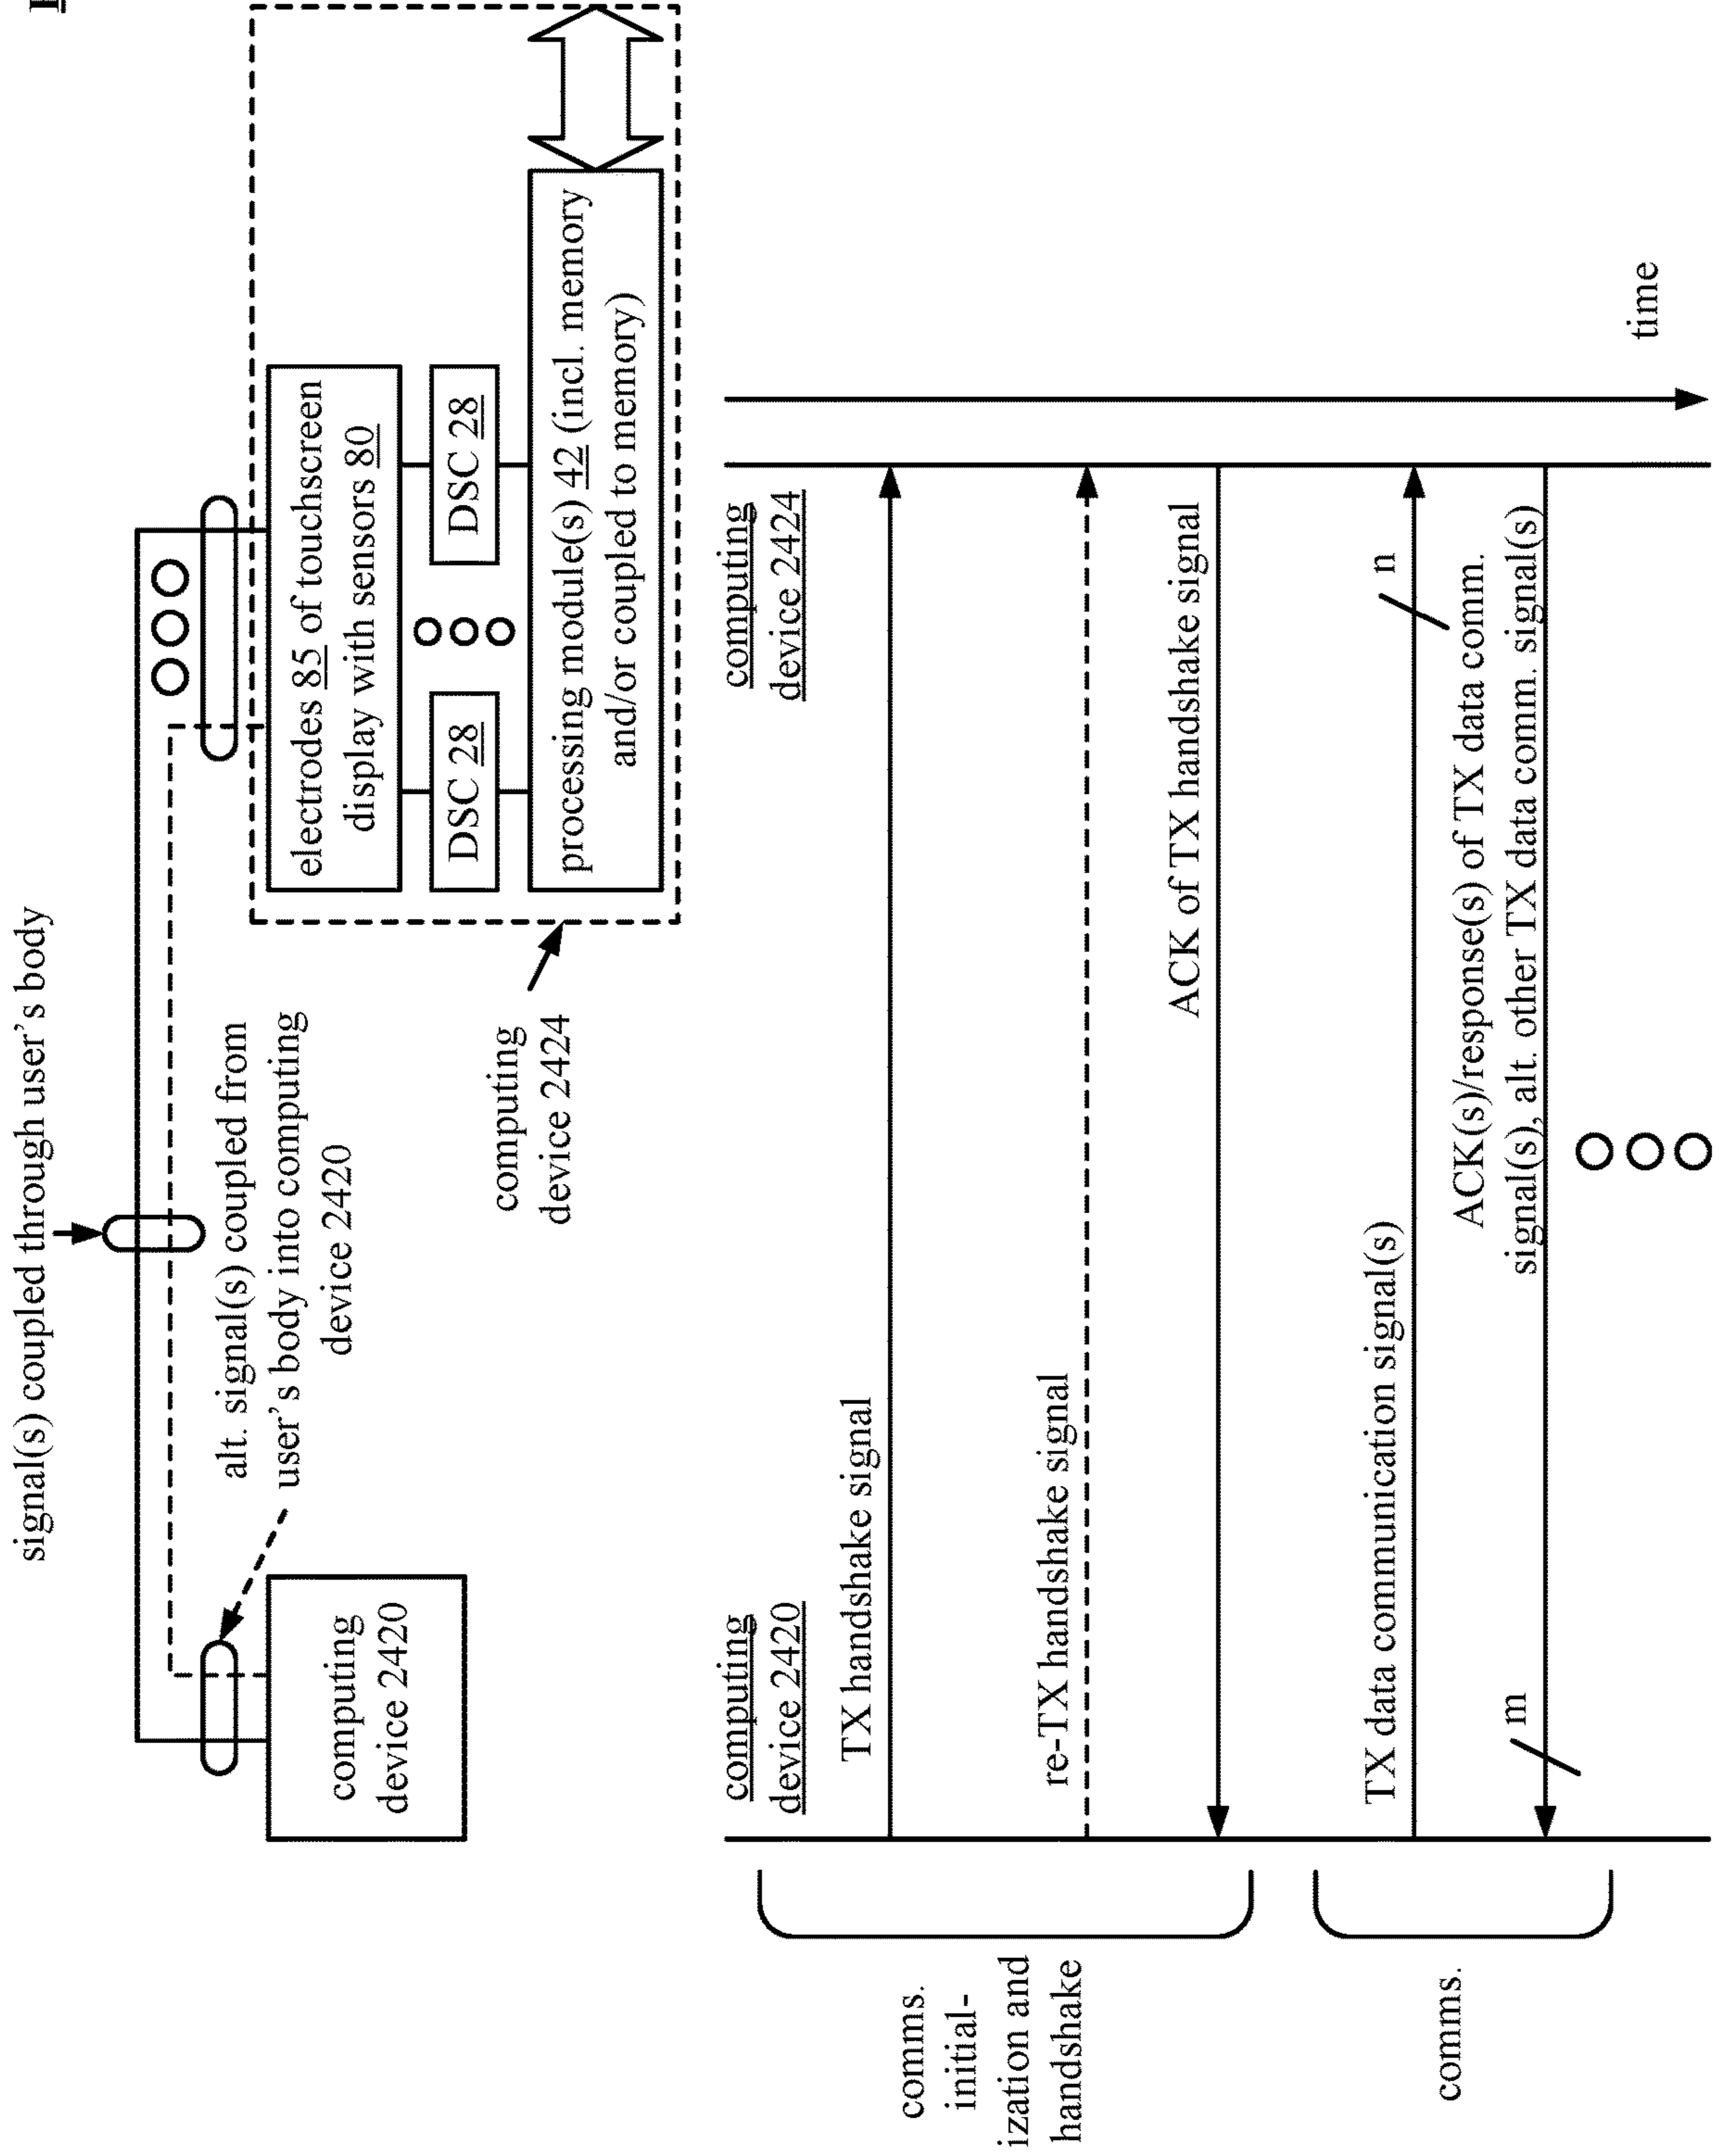 signal(s) coupled through user's body
alt. signal(s) coupled from
user's body into computing
device 2420
computing
device 2420
electrodes 85 of touchscreen
display with sensors 80
DSC 28
DSC 28
processing module(s) 42 (incl. memory
and/or coupled to memory)
computing
device 2424
computing
device 2420
computing
device 2424
TX handshake signal
re-TX handshake signal
ACK of TX handshake signal
comms.
initial-
ization and
handshake
TX data communication signal(s)
n
ACK(s)/response(s) of TX data comm.
signal(s), alt. other TX data comm. signal(s)
m
comms.
time